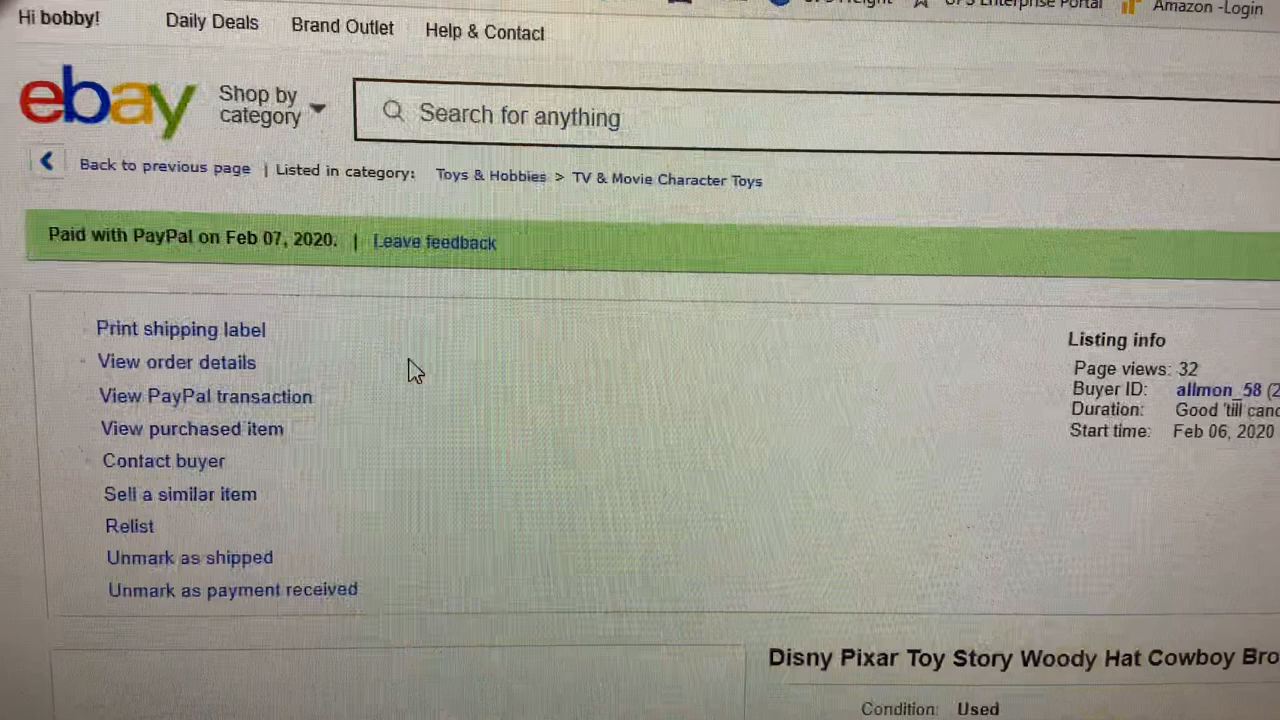 Amazon -Login
Hi bobby! Daily Deals Brand Outlet Help & Contact
ebay Shop by category Search for anything
Back to previous page | Listed in category: Toys & Hobbies > TV & Movie Character Toys
Paid with PayPal on Feb 07, 2020. | Leave feedback
Print shipping label
View order details
View PayPal transaction
View purchased item
Contact buyer
Sell a similar item
Relist
Unmark as shipped
Unmark as payment received
Listing info
Page views: 32
Buyer ID: allmon_58 (2
Duration: Good 'till canc
Start time: Feb 06, 2020
Disny Pixar Toy Story Woody Hat Cowboy Bro
Condition: Used